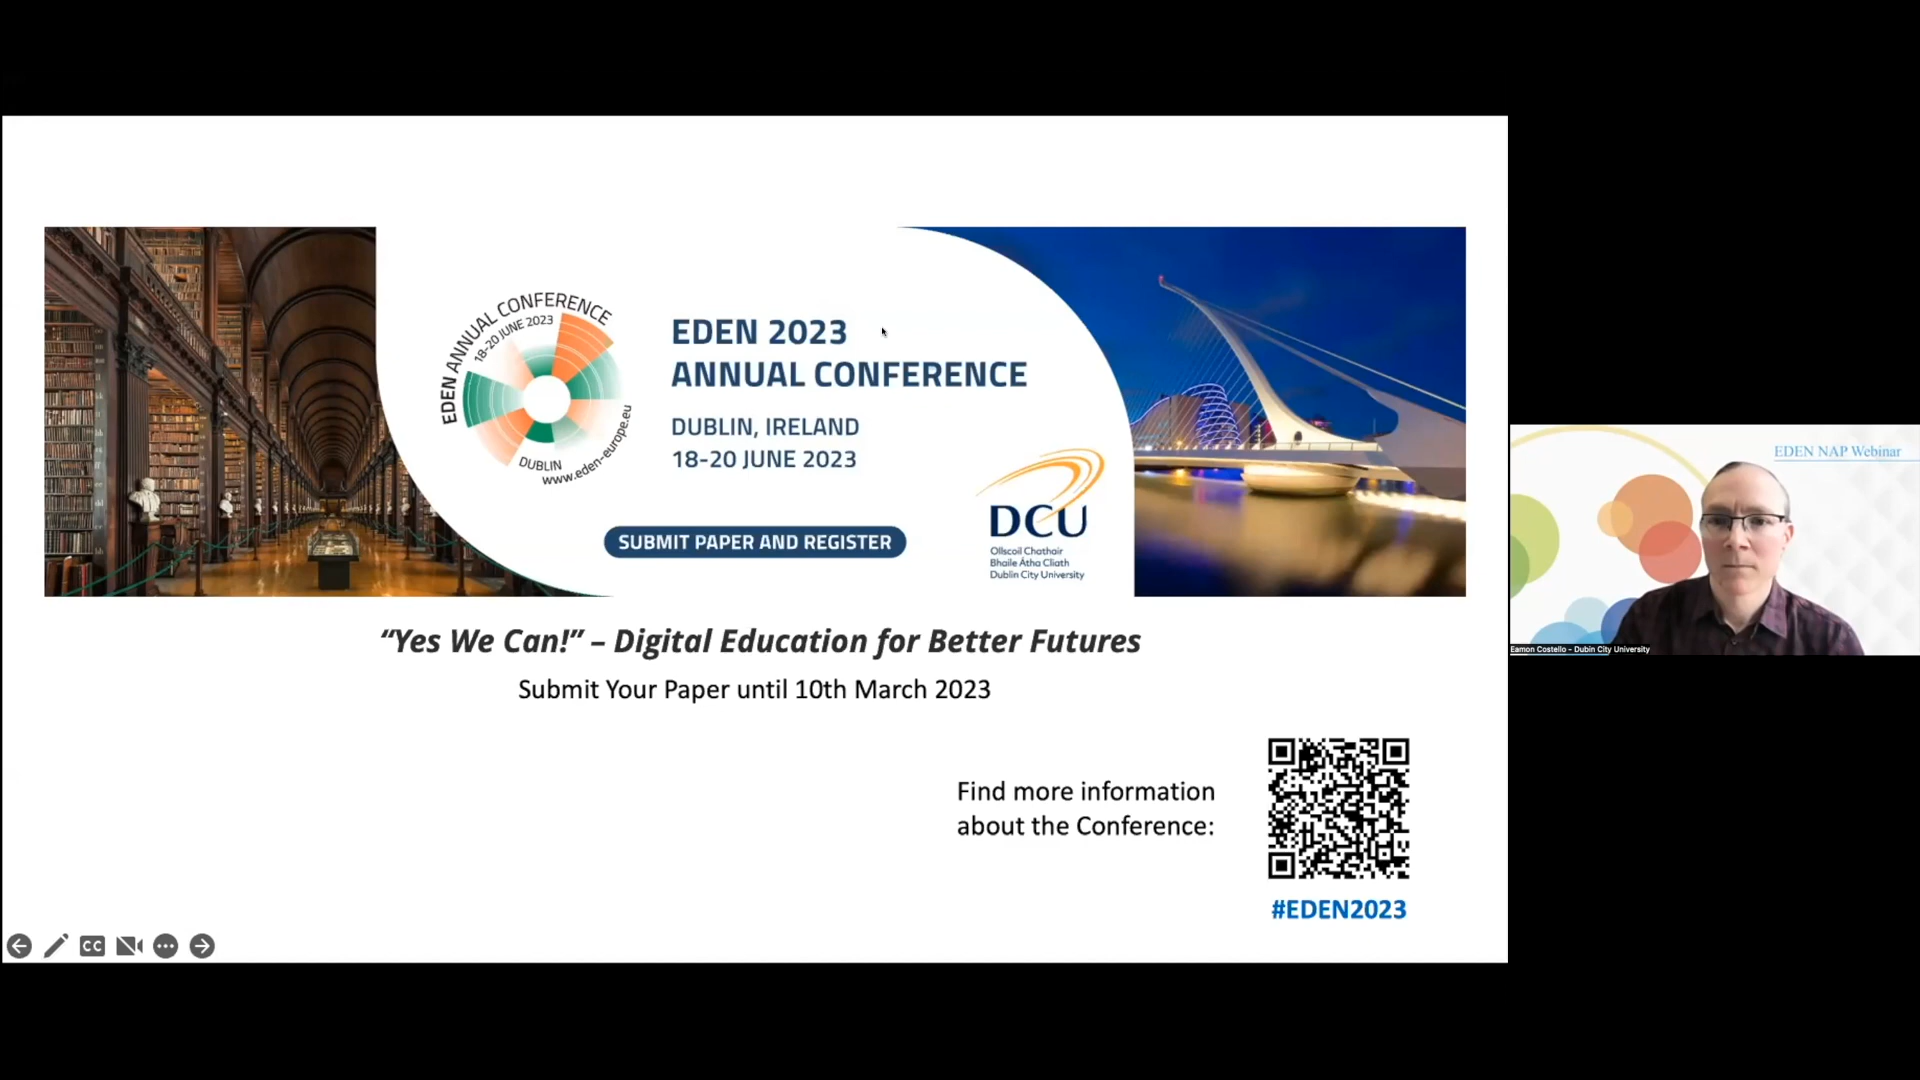 EDEN ANNUAL CONFERENCE
18-20 JUNE 2023
DUBLIN
www.eden-europe.eu
EDEN 2023
ANNUAL CONFERENCE
DUBLIN, IRELAND
18-20 JUNE 2023
SUBMIT PAPER AND REGISTER
DCU
Ollscoil Chathair
Bhaile Átha Cliath
Dublin City University
“Yes We Can!” – Digital Education for Better Futures
Submit Your Paper until 10th March 2023
Find more information
about the Conference:
#EDEN2023
CC
EDEN NAP Webinar
Eamon Costello - Dubin City University